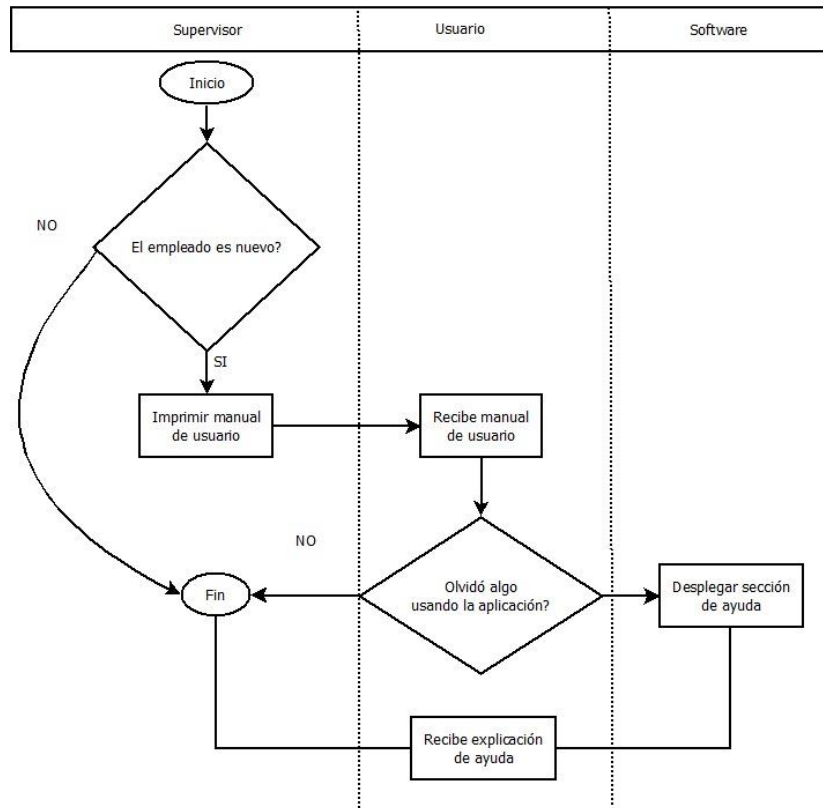 Supervisor
Usuario
Software
Inicio
NO
El empleado es nuevo?
SI
Imprimir manual
de usuario
Recibe manual
de usuario
NO
Fin
Olvidó algo
usando la aplicación?
Desplegar sección
de ayuda
Recibe explicación
de ayuda